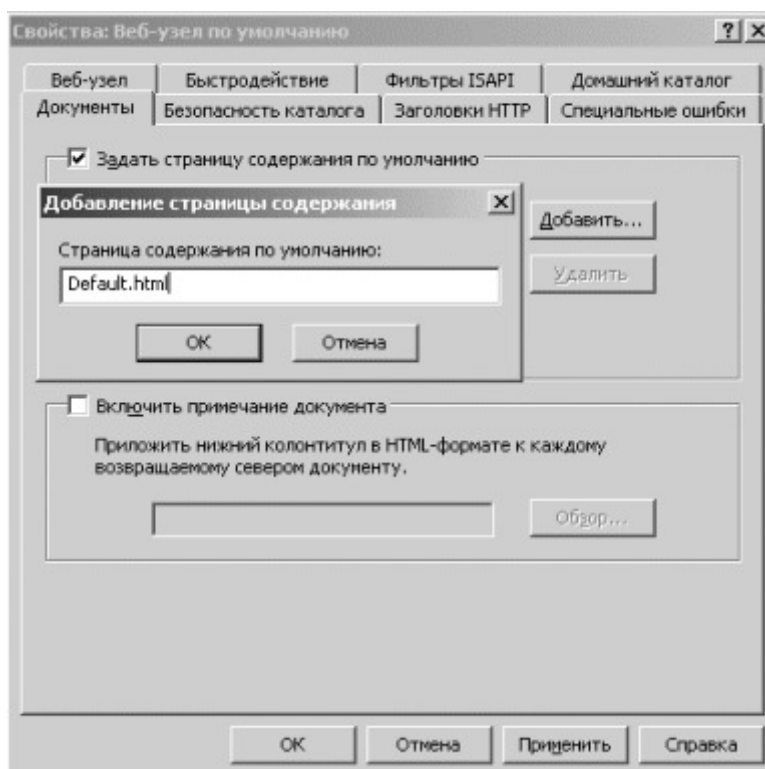 Свойства: Веб-узел по умолчанию
Веб-узел Быстродействие Фильтры ISAPI Домашний каталог
Документы Безопасность каталога Заголовки HTTP Специальные ошибки
Задать страницу содержания по умолчанию
Добавление страницы содержания
Добавить...
Страница содержания по умолчанию:
Default.html
Удалить
ОК Отмена
Включить примечание документа
Приложить нижний колонтитул в HTML-формате к каждому
возвращаемому севером документу.
Обзор...
ОК Отмена Применить Справка